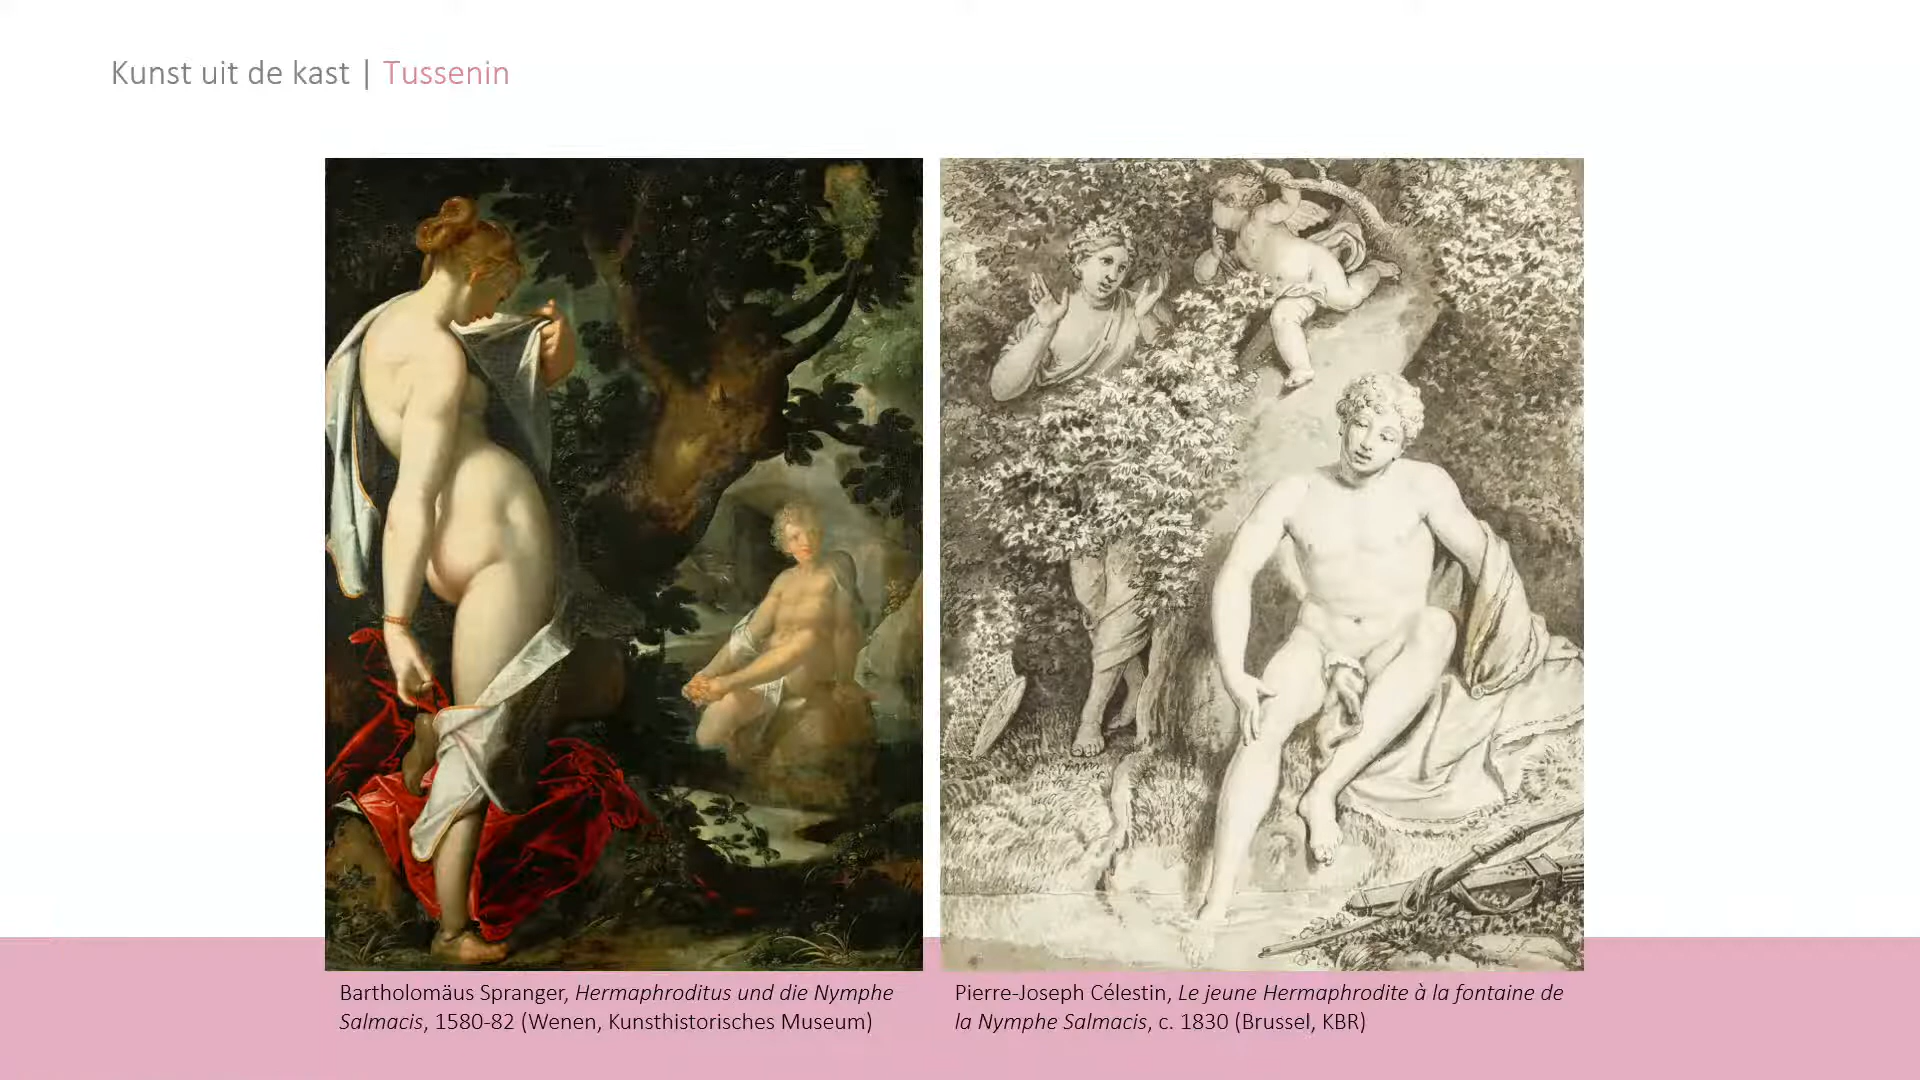 Kunst uit de kast | Tussenin
Bartholomäus Spranger, Hermaphroditus und die Nymphe
Salmacis, 1580-82 (Wenen, Kunsthistorisches Museum)
Pierre-Joseph Célestin, Le jeune Hermaphrodite à la fontaine de
la Nymphe Salmacis, c. 1830 (Brussel, KBR)